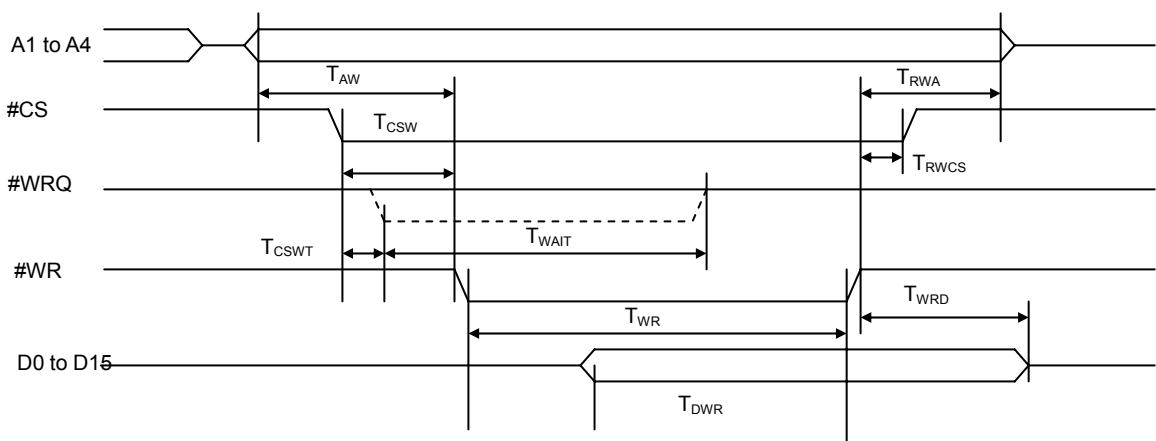 A1 to A4
T_AW
T_RWA
#CS
T_CSW
T_RWCS
#WRQ
T_CSWT
T_WAIT
#WR
T_WRD
T_WR
D0 to D15
T_DWR